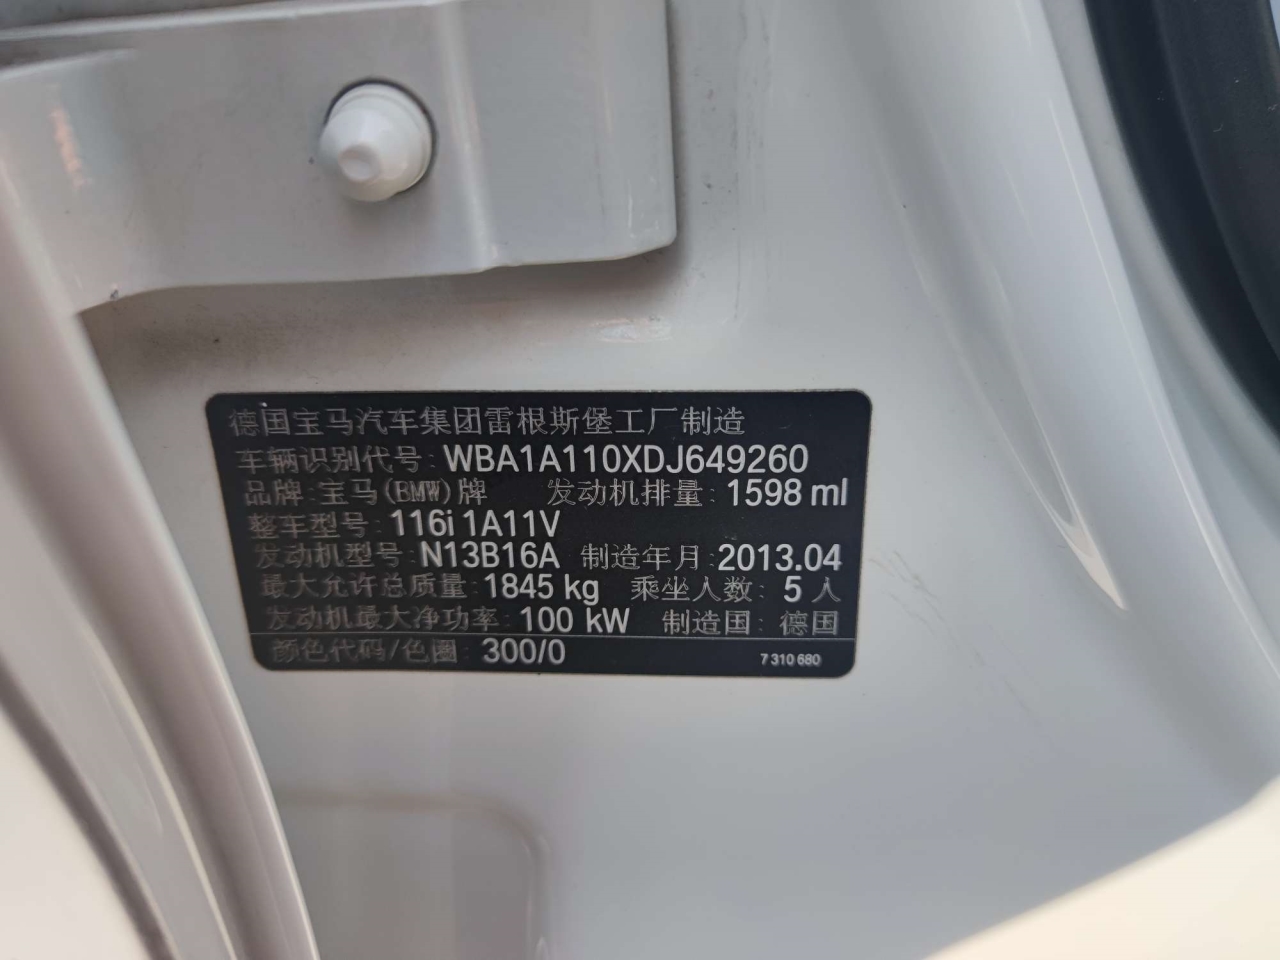 德国宝马汽车集团雷根斯堡工厂制造
车辆识别代号: WBA1A110XDJ649260
品牌: 宝马(BMW)牌 发动机排量: 1598 ml
整车型号: 116i 1A11V
发动机型号: N13B16A 制造年月: 2013.04
最大允许总质量: 1845 kg 乘坐人数: 5 人
发动机最大净功率: 100 kW 制造国: 德国
颜色代码/色圈: 300/0 7 310 680